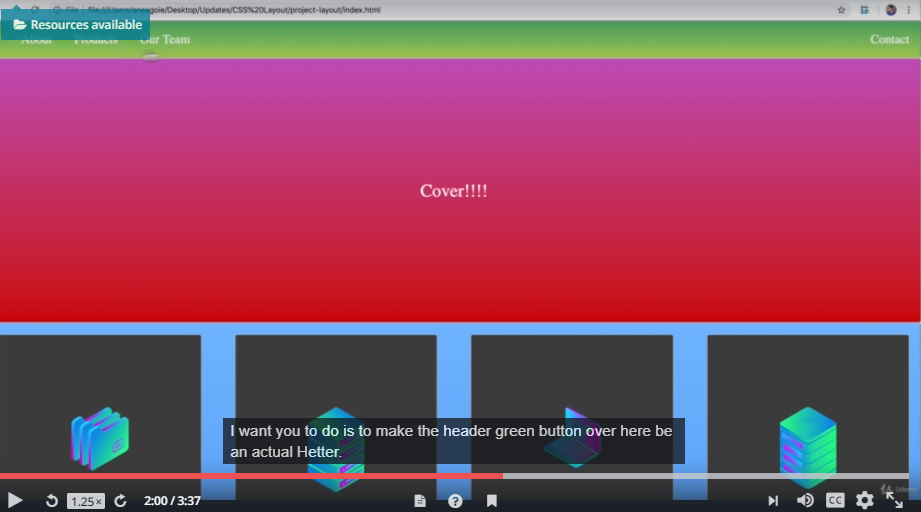 file:///Users/aneagoie/Desktop/Updates/CSS%20Layout/project-layout/index.html
Resources available
About Products Our Team Contact
Cover!!!!
I want you to do is to make the header green button over here be
an actual Hetter.
1.25× 2:00 / 3:37 ? CC
Udemy